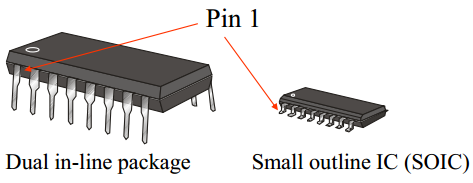 Pin 1
Dual in-line package
Small outline IC (SOIC)